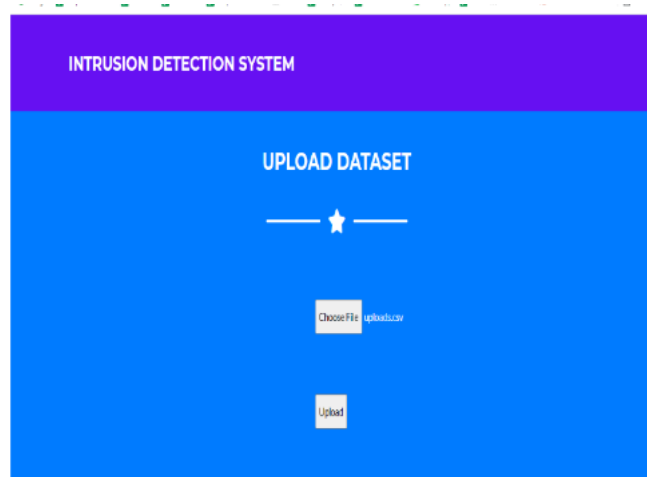 INTRUSION DETECTION SYSTEM
UPLOAD DATASET
Choose File uploads.csv
Upload